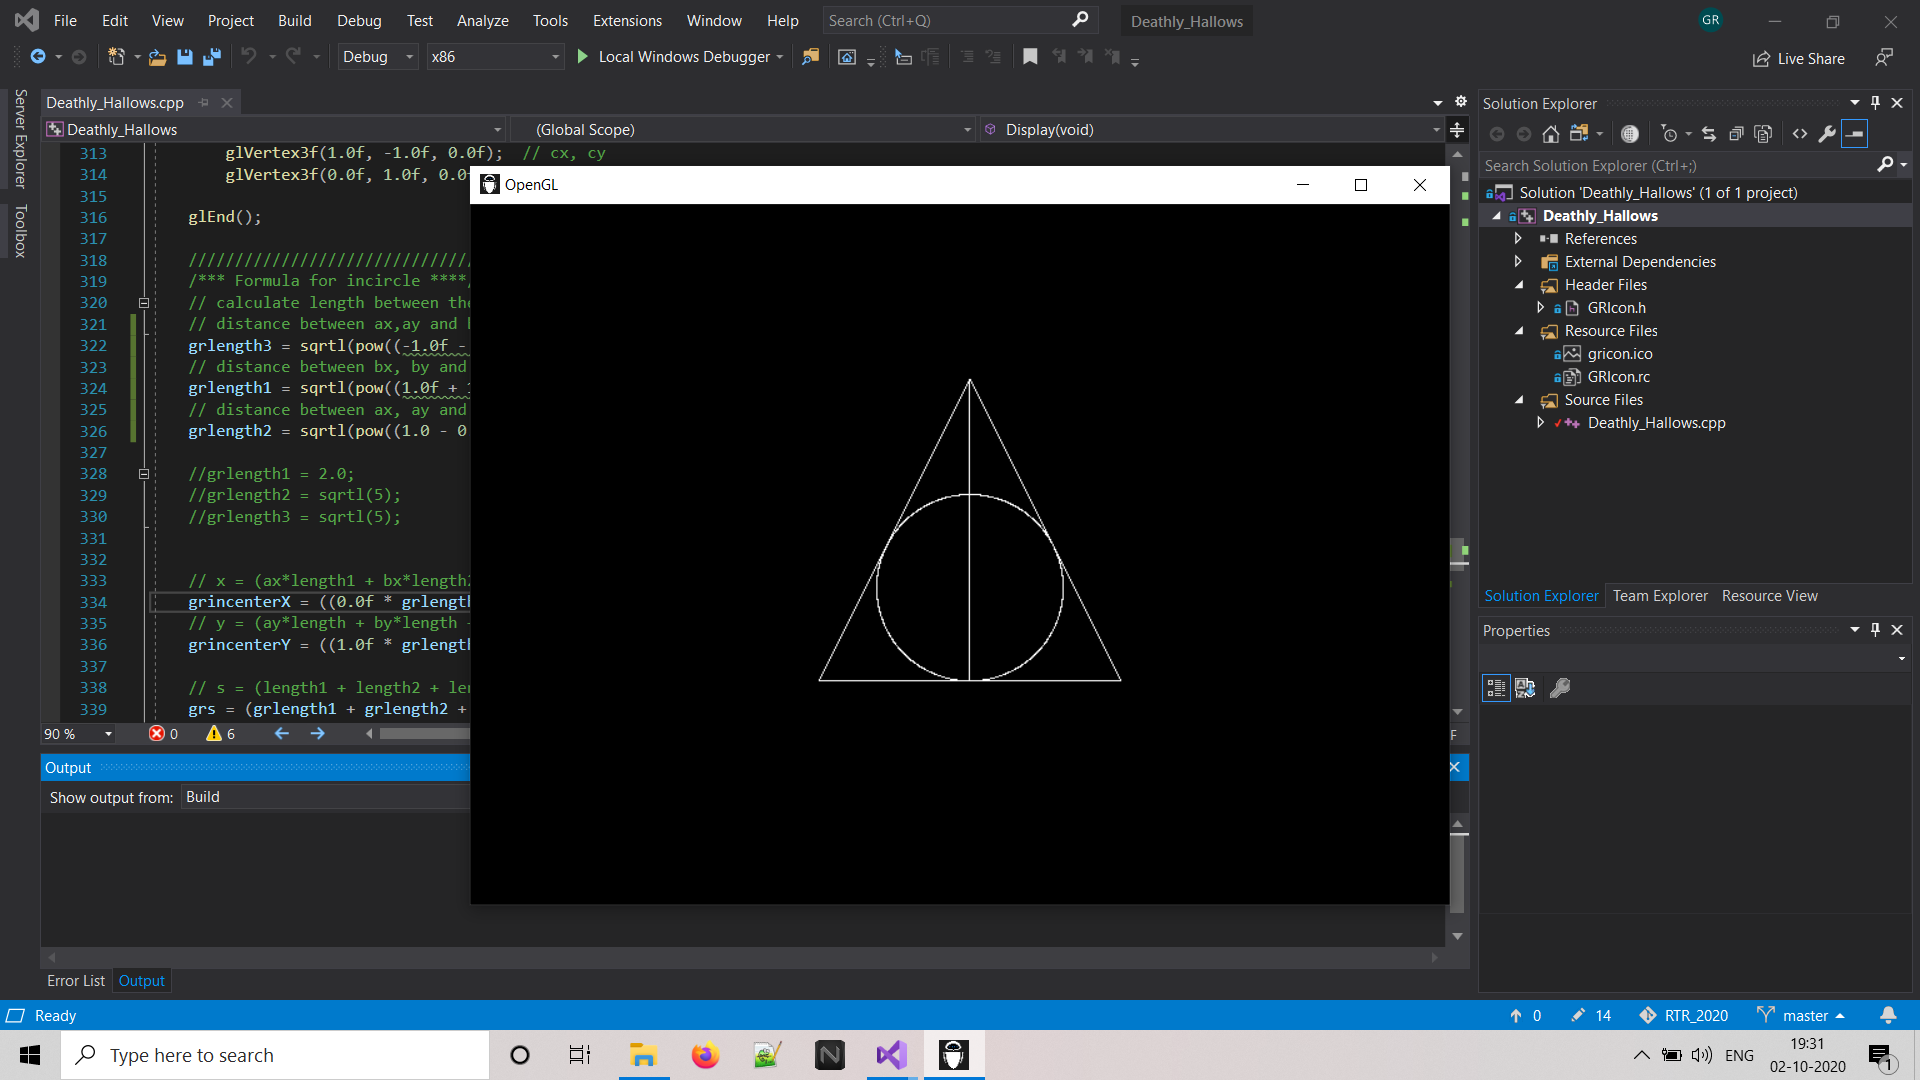 File Edit View Project Build Debug Test Analyze Tools Extensions Window Help Search (Ctrl+Q) Deathly_Hallows GR
Debug x86 Local Windows Debugger Live Share
Server Explorer
Toolbox
Deathly_Hallows.cpp
Deathly_Hallows (Global Scope) Display(void)
313 glVertex3f(1.0f, -1.0f, 0.0f); // cx, cy
314 glVertex3f(0.0f, 1.0f, 0.0f
315
316 glEnd();
317
318 ///////////////////////////////
319 /*** Formula for incircle ****/
320 // calculate length between the
321 // distance between ax,ay and
322 grlength3 = sqrtl(pow((-1.0f -
323 // distance between bx, by and
324 grlength1 = sqrtl(pow((1.0f +
325 // distance between ax, ay and
326 grlength2 = sqrtl(pow((1.0 - 0
327
328 //grlength1 = 2.0;
329 //grlength2 = sqrtl(5);
330 //grlength3 = sqrtl(5);
331
332
333 // x = (ax*length1 + bx*length2
334 grincenterX = ((0.0f * grlength
335 // y = (ay*length + by*length
336 grincenterY = ((1.0f * grlength
337
338 // s = (length1 + length2 + len
339 grs = (grlength1 + grlength2 +
90 % 0 6
OpenGL
Output
Show output from: Build
Error List Output
Solution Explorer
Search Solution Explorer (Ctrl+;)
Solution 'Deathly_Hallows' (1 of 1 project)
Deathly_Hallows
References
External Dependencies
Header Files
GRIcon.h
Resource Files
gricon.ico
GRIcon.rc
Source Files
Deathly_Hallows.cpp
Solution Explorer Team Explorer Resource View
Properties
Ready 0 14 RTR_2020 master
Type here to search
ENG
19:31
02-10-2020
1